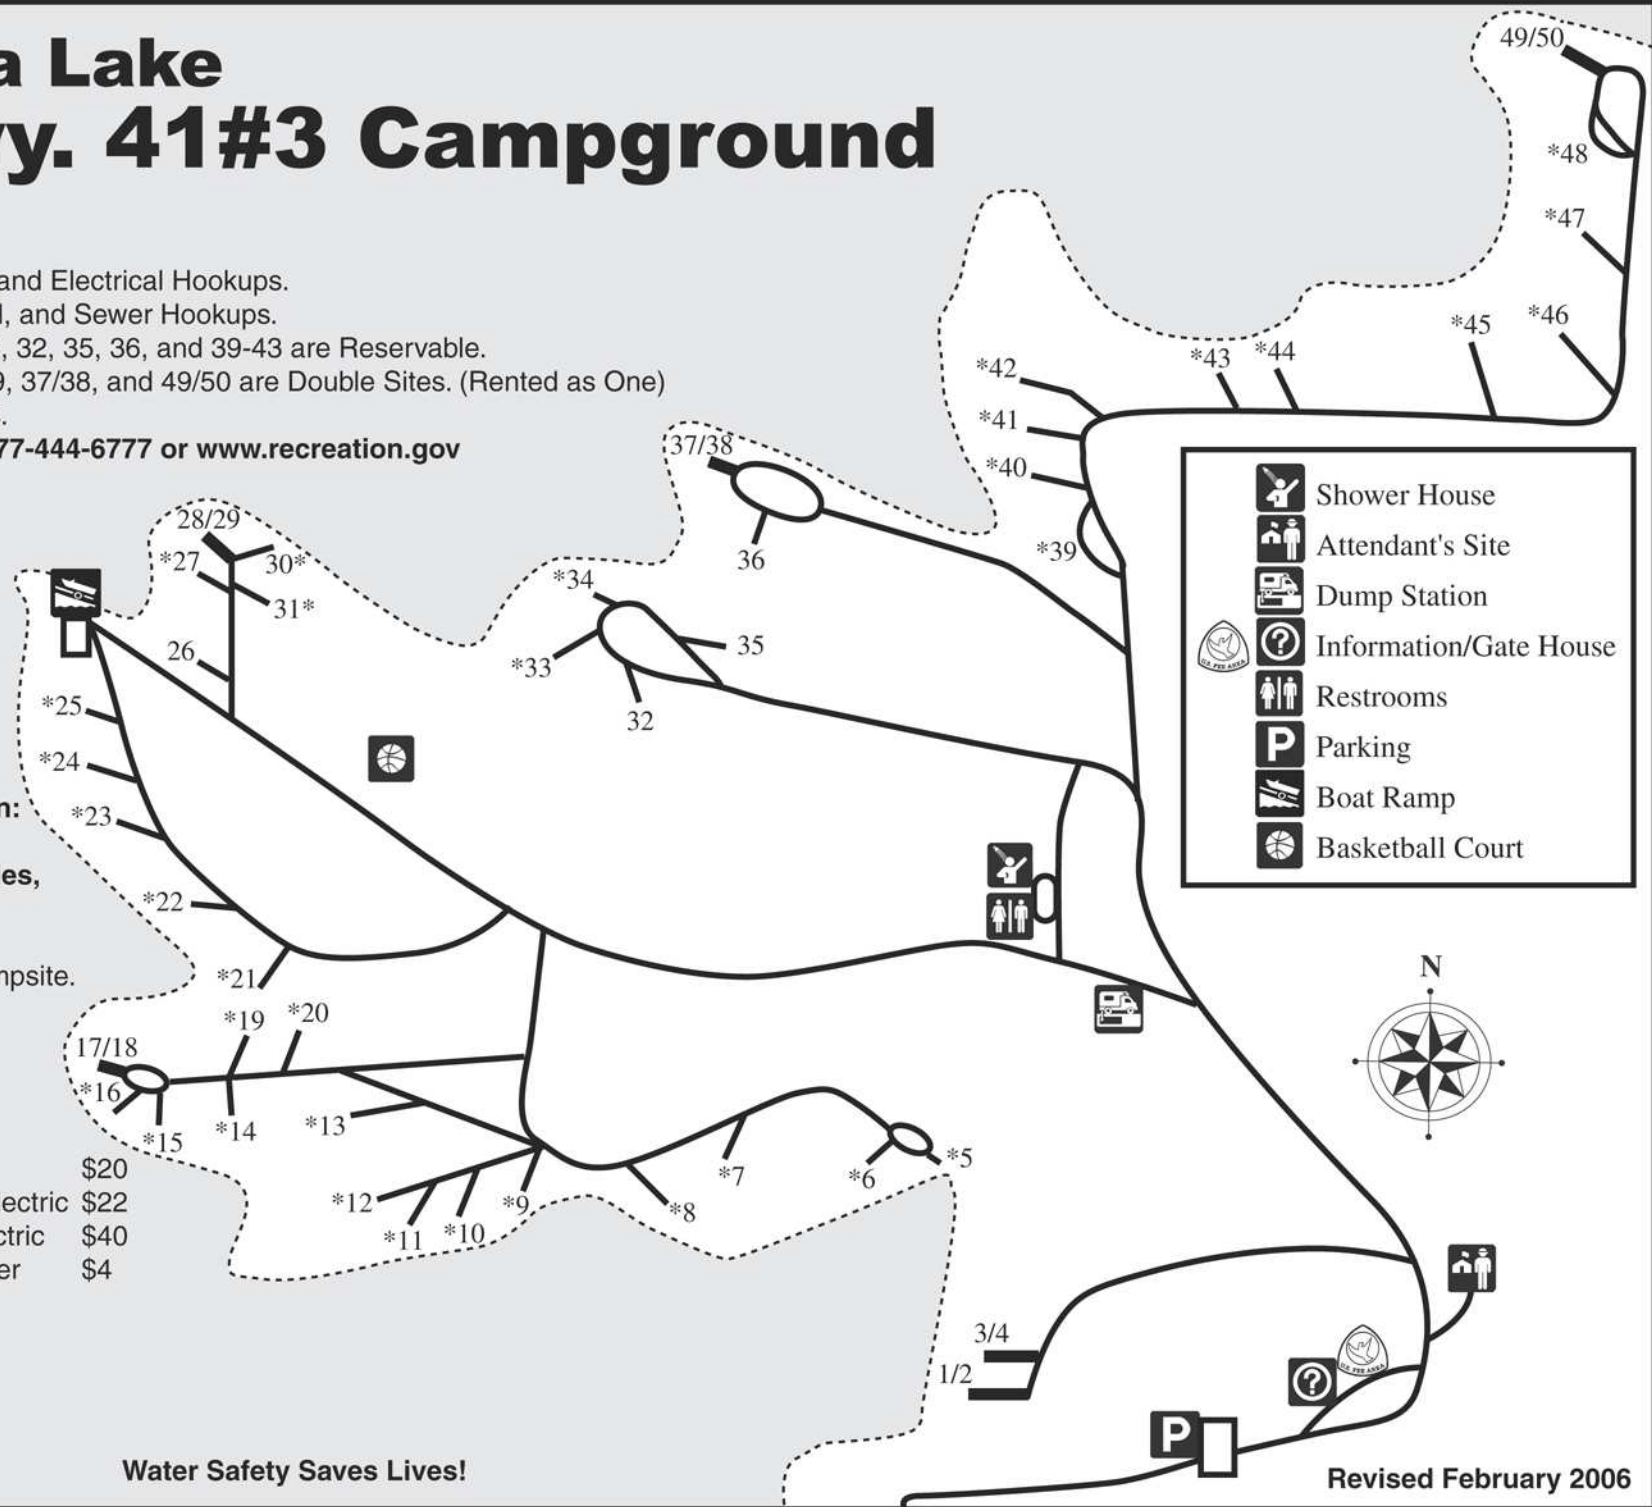 a Lake
y. 41#3 Campground
and Electrical Hookups.
, and Sewer Hookups.
, 32, 35, 36, and 39-43 are Reservable.
9, 37/38, and 49/50 are Double Sites. (Rented as One)
77-444-6777 or www.recreation.gov
49/50
*48
*47
*46
*45
*44
*43
*42
*41
*40
*39
37/38
36
*34
35
*33
32
28/29
*27
30*
31*
26
*25
*24
*23
*22
*21
*20
*19
17/18
*16
*15
*14
*13
*12
*11
*10
*9
*8
*7
*6
*5
3/4
1/2
n:
es,
mpsite.
$20
lectric $22
ctric $40
er $4
Shower House
Attendant's Site
Dump Station
Information/Gate House
Restrooms
Parking
Boat Ramp
Basketball Court
U.S. FEE AREA
?
P
N
U.S. FEE AREA
?
P
Water Safety Saves Lives!
Revised February 2006